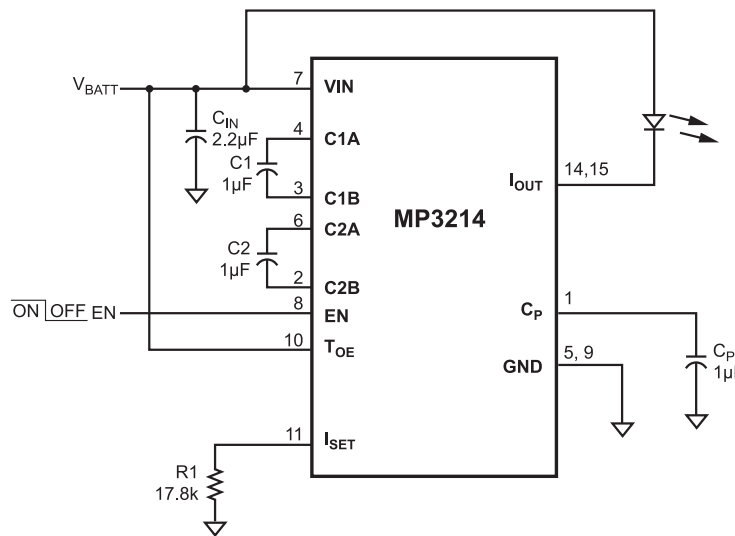 VBATT
7
VIN
CIN
2.2µF
4
C1A
C1
1µF
3
C1B
14,15
IOUT
MP3214
6
C2A
C2
1µF
2
C2B
ON OFF EN
8
EN
1
CP
10
TOE
5, 9
GND
CP
1µ
11
ISET
R1
17.8k